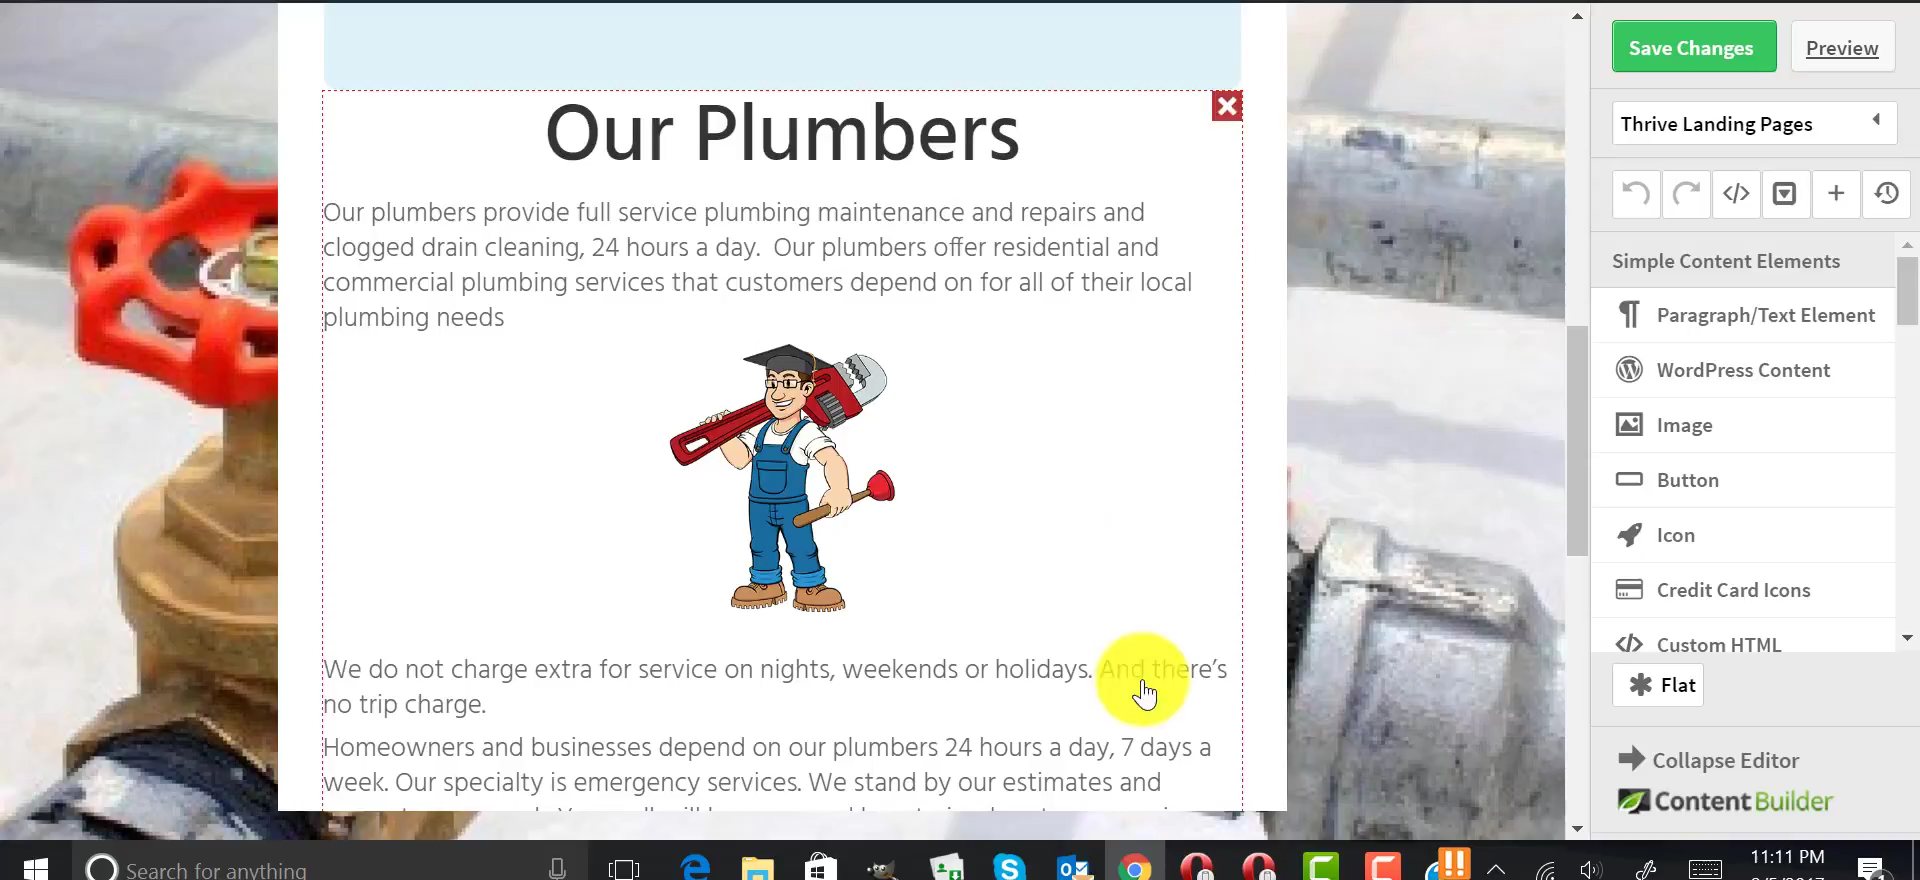 Our Plumbers
Our plumbers provide full service plumbing maintenance and repairs and
clogged drain cleaning, 24 hours a day.  Our plumbers offer residential and
commercial plumbing services that customers depend on for all of their local
plumbing needs
We do not charge extra for service on nights, weekends or holidays. And there's
no trip charge.
Homeowners and businesses depend on our plumbers 24 hours a day, 7 days a
week. Our specialty is emergency services. We stand by our estimates and
Save Changes
Preview
Thrive Landing Pages
Simple Content Elements
Paragraph/Text Element
WordPress Content
Image
Button
Icon
Credit Card Icons
Custom HTML
Flat
Collapse Editor
Content Builder
Search for anything
11:11 PM